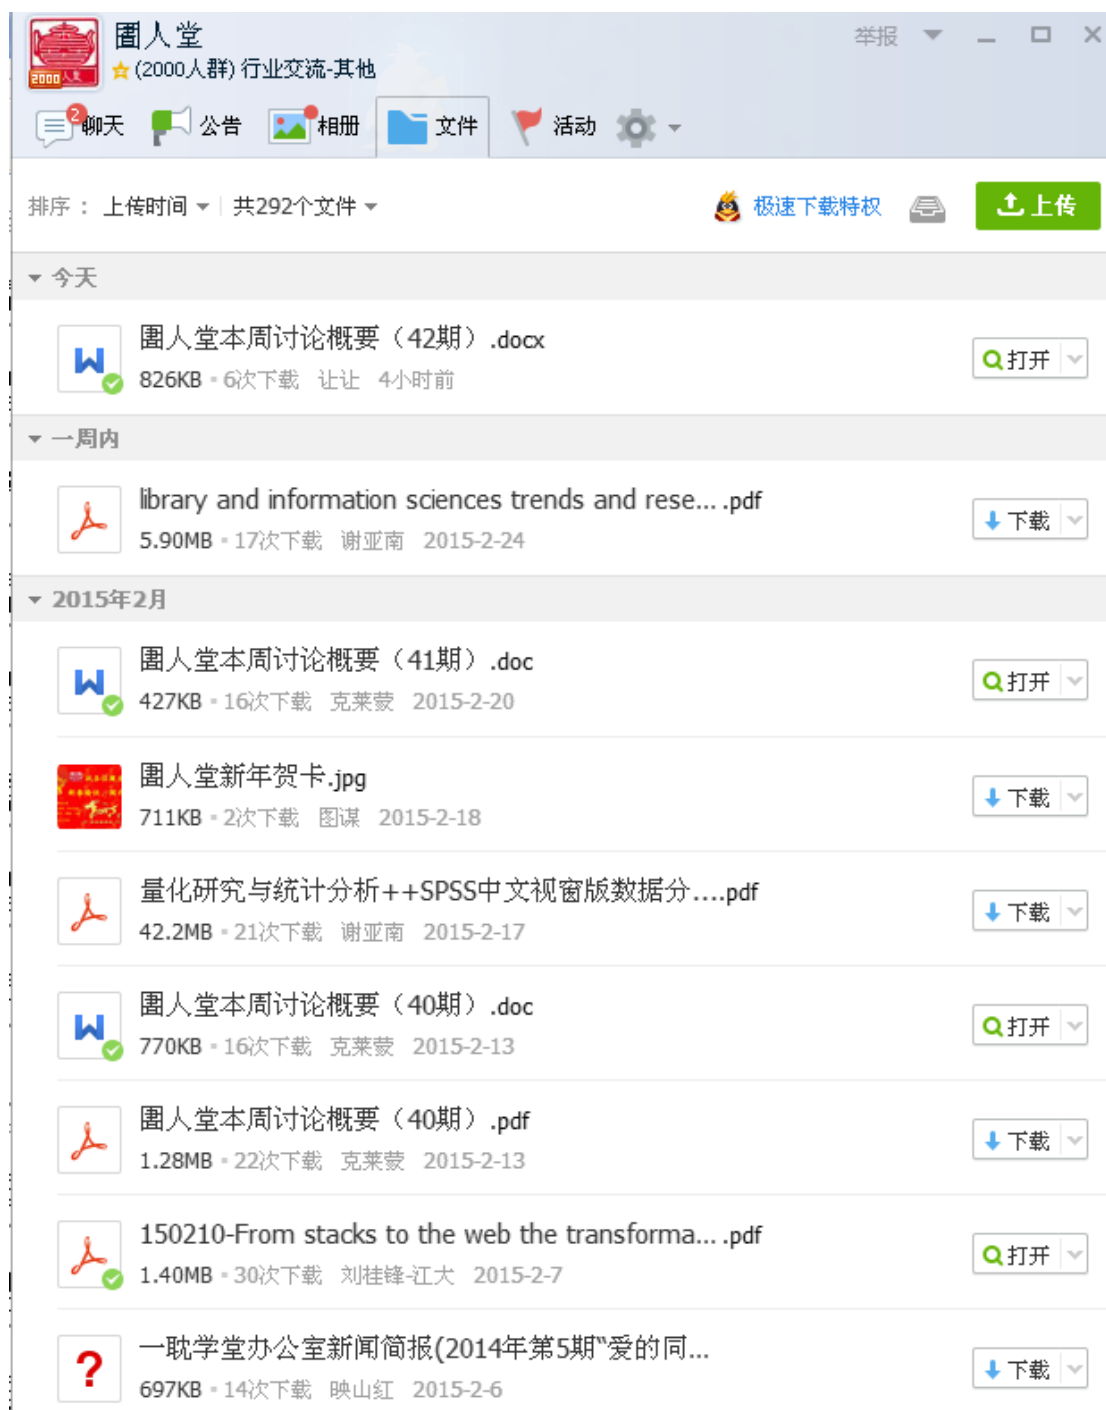 圕人堂
(2000人群) 行业交流-其他
举报
2000人堂
2
聊天 公告 相册 文件 活动
排序： 上传时间 共292个文件 极速下载特权 上传
今天
圕人堂本周讨论概要（42期）.docx
826KB 6次下载 让让 4小时前
打开
一周内
library and information sciences trends and rese... .pdf
5.90MB 17次下载 谢亚南 2015-2-24
下载
2015年2月
圕人堂本周讨论概要（41期）.doc
427KB 16次下载 克莱蒙 2015-2-20
打开
圕人堂新年贺卡.jpg
711KB 2次下载 图谋 2015-2-18
下载
量化研究与统计分析++SPSS中文视窗版数据分....pdf
42.2MB 21次下载 谢亚南 2015-2-17
下载
圕人堂本周讨论概要（40期）.doc
770KB 16次下载 克莱蒙 2015-2-13
打开
圕人堂本周讨论概要（40期）.pdf
1.28MB 22次下载 克莱蒙 2015-2-13
下载
150210-From stacks to the web the transforma... .pdf
1.40MB 30次下载 刘桂锋-江大 2015-2-7
打开
一耽学堂办公室新闻简报(2014年第5期“爱的同...
697KB 14次下载 映山红 2015-2-6
下载